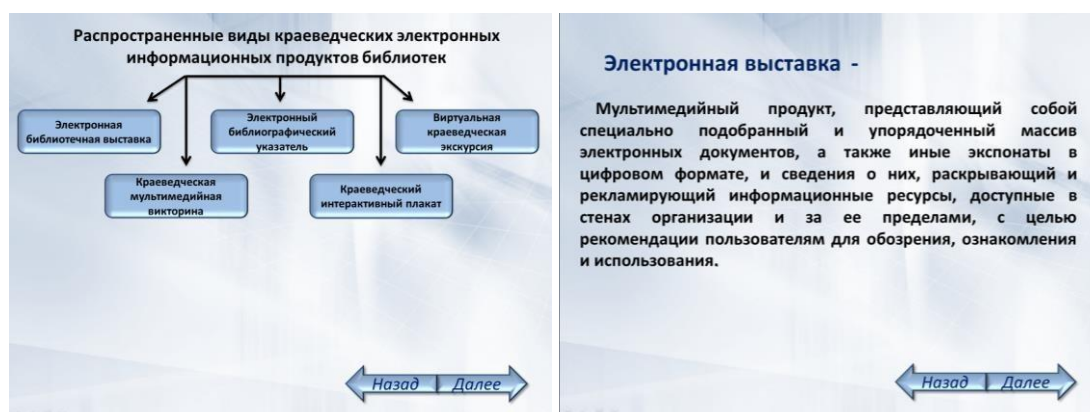 Распространенные виды краеведческих электронных
информационных продуктов библиотек
Электронная
библиотечная выставка
Электронный
библиографический
указатель
Виртуальная
краеведческая
экскурсия
Краеведческая
мультимедийная
викторина
Краеведческий
интерактивный плакат
Назад Далее
Электронная выставка -
Мультимедийный продукт, представляющий собой
специально подобранный и упорядоченный массив
электронных документов, а также иные экспонаты в
цифровом формате, и сведения о них, раскрывающий и
рекламирующий информационные ресурсы, доступные в
стенах организации и за ее пределами, с целью
рекомендации пользователям для обозрения, ознакомления
и использования.
Назад Далее